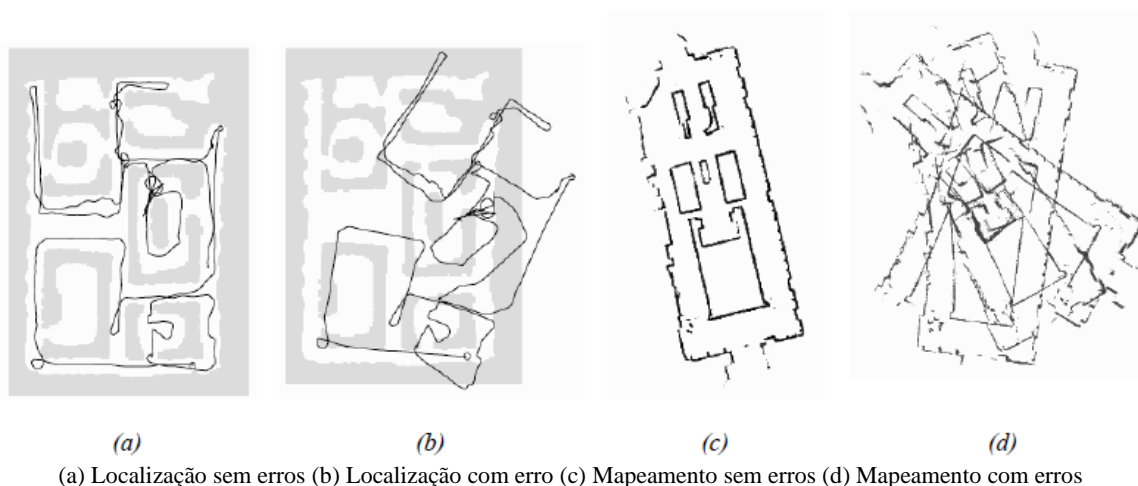 (a) (b) (c) (d)
(a) Localização sem erros (b) Localização com erro (c) Mapeamento sem erros (d) Mapeamento com erros